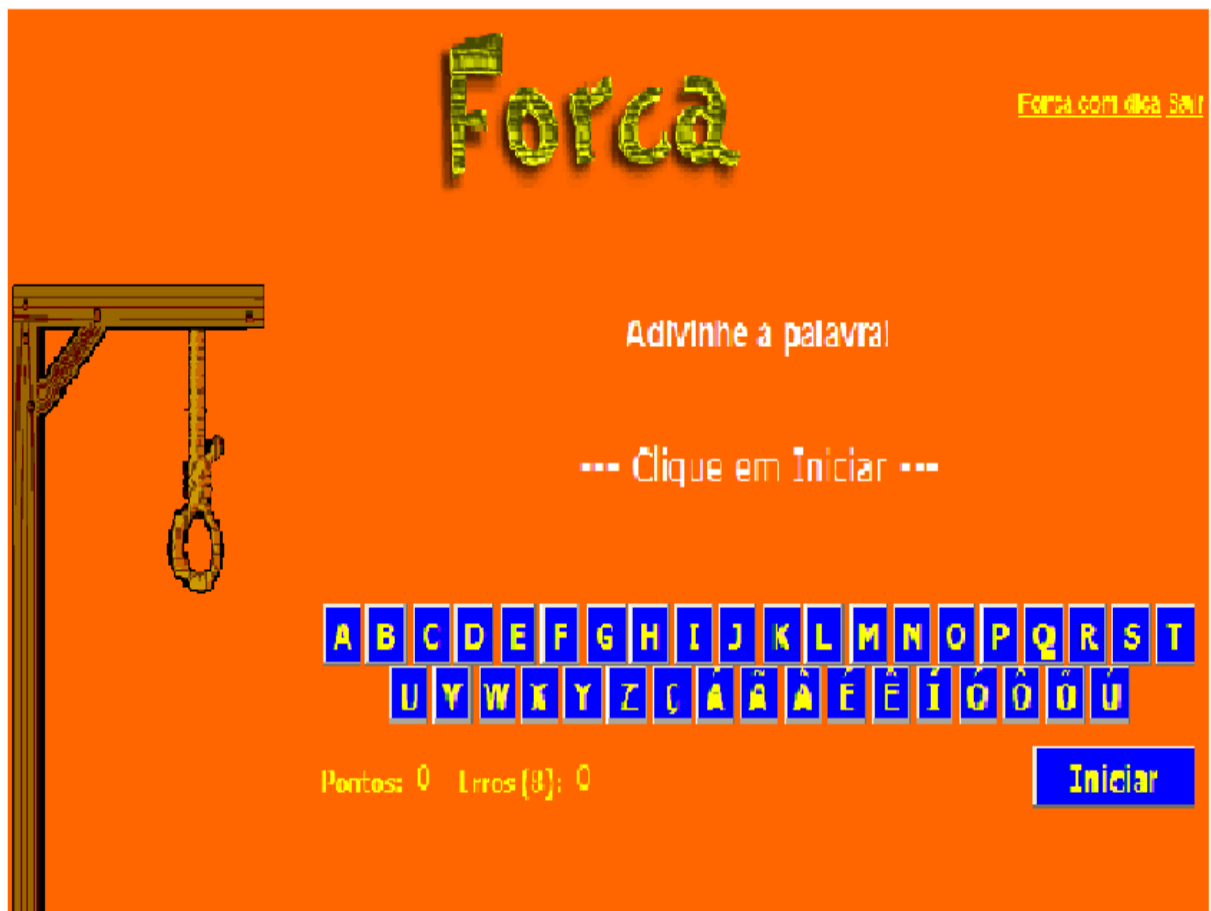 Forca
Forca com dica Sair
Adivinhe a palavra!
--- Clique em Iniciar ---
A B C D E F G H I J K L M N O P Q R S T
U V W X Y Z Ç Á Ã À É Ê Í Ó Ô Õ Ú
Pontos: 0 Erros(8): 0
Iniciar